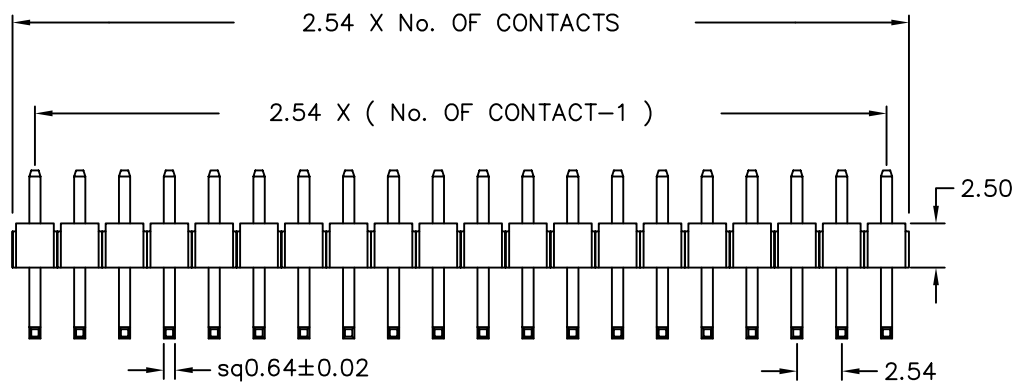 2.54 X No. OF CONTACTS
2.54 X ( No. OF CONTACT-1 )
2.50
sq0.64±0.02
2.54